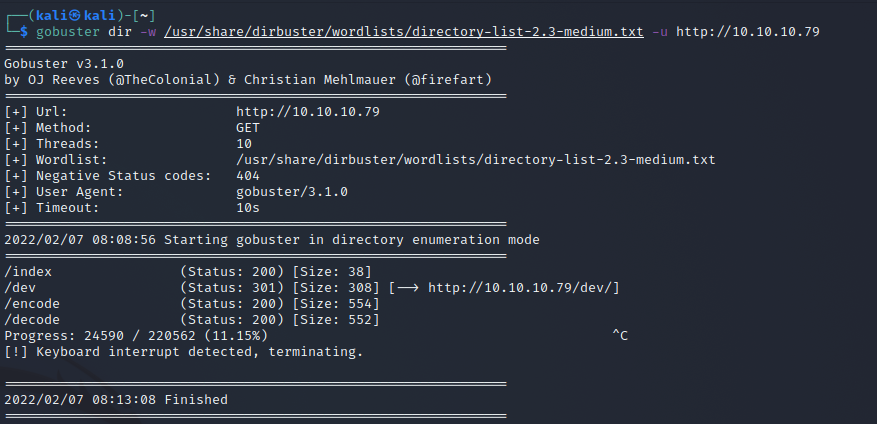 ┌──(kali㉿kali)-[~]
└─$ gobuster dir -w /usr/share/dirbuster/wordlists/directory-list-2.3-medium.txt -u http://10.10.10.79
===============================================================
Gobuster v3.1.0
by OJ Reeves (@TheColonial) & Christian Mehlmauer (@firefart)
===============================================================
[+] Url:                     http://10.10.10.79
[+] Method:                  GET
[+] Threads:                 10
[+] Wordlist:                /usr/share/dirbuster/wordlists/directory-list-2.3-medium.txt
[+] Negative Status codes:   404
[+] User Agent:              gobuster/3.1.0
[+] Timeout:                 10s
===============================================================
2022/02/07 08:08:56 Starting gobuster in directory enumeration mode
===============================================================
/index                (Status: 200) [Size: 38]
/dev                  (Status: 301) [Size: 308] [--> http://10.10.10.79/dev/]
/encode               (Status: 200) [Size: 554]
/decode               (Status: 200) [Size: 552]
Progress: 24590 / 220562 (11.15%)                                           ^C
[!] Keyboard interrupt detected, terminating.
===============================================================
2022/02/07 08:13:08 Finished
===============================================================